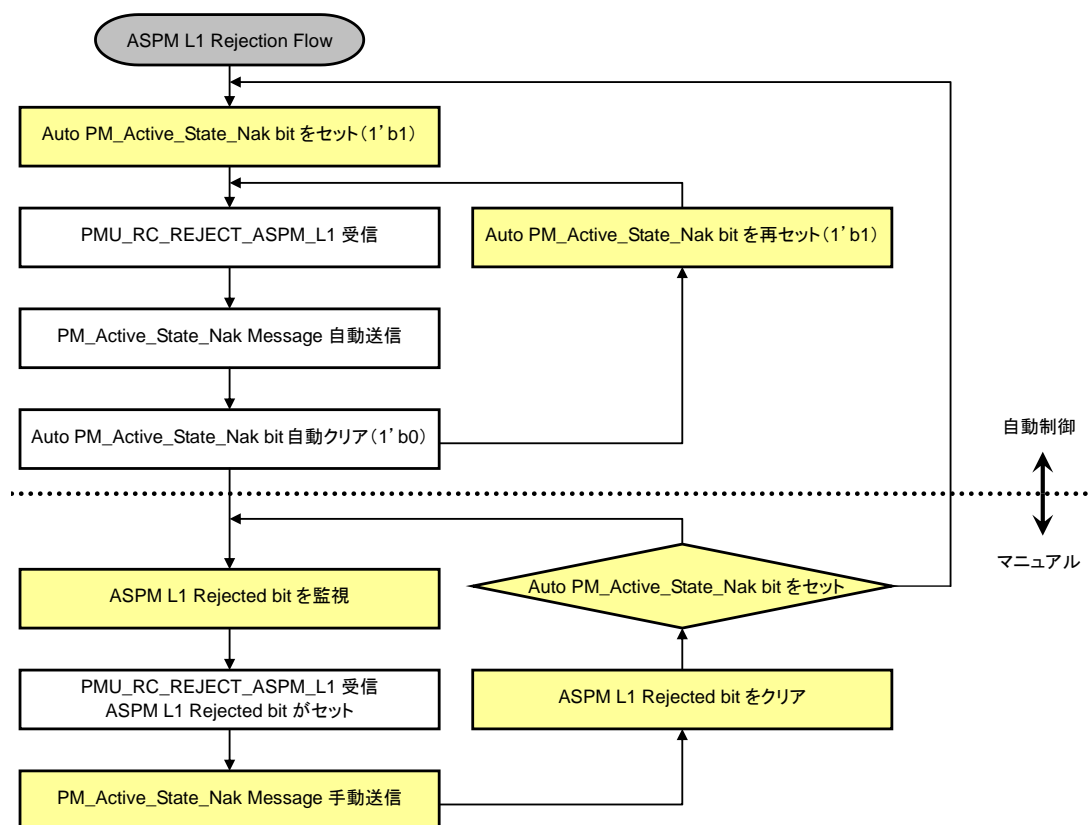 ASPM L1 Rejection Flow
Auto PM_Active_State_Nak bit をセット(1’b1)
PMU_RC_REJECT_ASPM_L1 受信
Auto PM_Active_State_Nak bit を再セット(1’b1)
PM_Active_State_Nak Message 自動送信
Auto PM_Active_State_Nak bit 自動クリア(1’b0)
自動制御
マニュアル
ASPM L1 Rejected bit を監視
Auto PM_Active_State_Nak bit をセット
PMU_RC_REJECT_ASPM_L1 受信
ASPM L1 Rejected bit がセット
ASPM L1 Rejected bit をクリア
PM_Active_State_Nak Message 手動送信